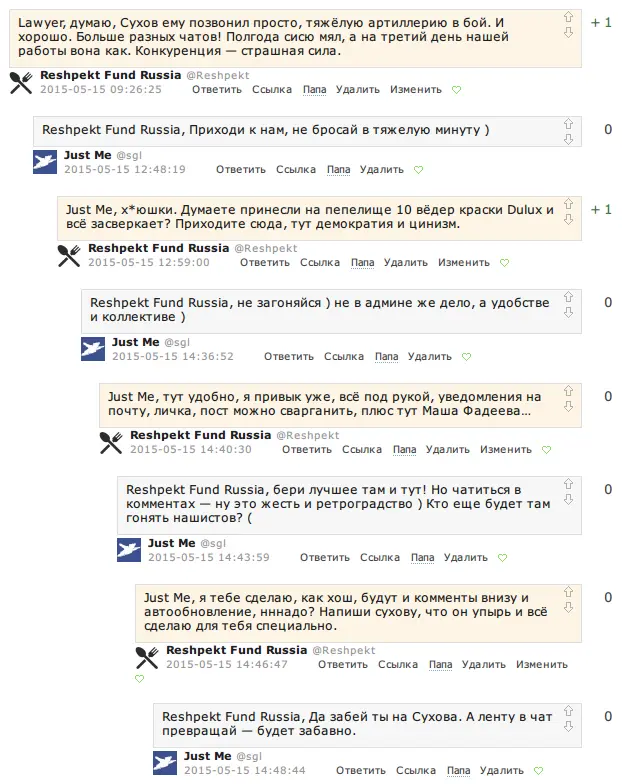 Lawyer, думаю, Сухов ему позвонил просто, тяжёлую артиллерию в бой. И
хорошо. Больше разных чатов! Полгода сисю мял, а на третий день нашей
работы вона как. Конкуренция — страшная сила.
+ 1
Reshpekt Fund Russia @Reshpekt
2015-05-15 09:26:25 Ответить Ссылка Папа Удалить Изменить
Reshpekt Fund Russia, Приходи к нам, не бросай в тяжелую минуту )
0
Just Me @sgl
2015-05-15 12:48:19 Ответить Ссылка Папа Удалить
Just Me, х*юшки. Думаете принесли на пепелище 10 вёдер краски Dulux и
всё засверкает? Приходите сюда, тут демократия и цинизм.
+ 1
Reshpekt Fund Russia @Reshpekt
2015-05-15 12:59:00 Ответить Ссылка Папа Удалить Изменить
Reshpekt Fund Russia, не загоняйся ) не в админе же дело, а удобстве
и коллективе )
0
Just Me @sgl
2015-05-15 14:36:52 Ответить Ссылка Папа Удалить
Just Me, тут удобно, я привык уже, всё под рукой, уведомления на
почту, личка, пост можно сварганить, плюс тут Маша Фадеева...
0
Reshpekt Fund Russia @Reshpekt
2015-05-15 14:40:30 Ответить Ссылка Папа Удалить Изменить
Reshpekt Fund Russia, бери лучшее там и тут! Но чатиться в
комментах — ну это жесть и ретроградство ) Кто еще будет там
гонять нашистов? (
0
Just Me @sgl
2015-05-15 14:43:59 Ответить Ссылка Папа Удалить
Just Me, я тебе сделаю, как хош, будут и комменты внизу и
автообновление, ннннадо? Напиши сухову, что он упырь и всё
сделаю для тебя специально.
0
Reshpekt Fund Russia @Reshpekt
2015-05-15 14:46:47 Ответить Ссылка Папа Удалить Изменить
Reshpekt Fund Russia, Да забей ты на Сухова. А ленту в чат
превращай — будет забавно.
0
Just Me @sgl
2015-05-15 14:48:44 Ответить Ссылка Папа Удалить